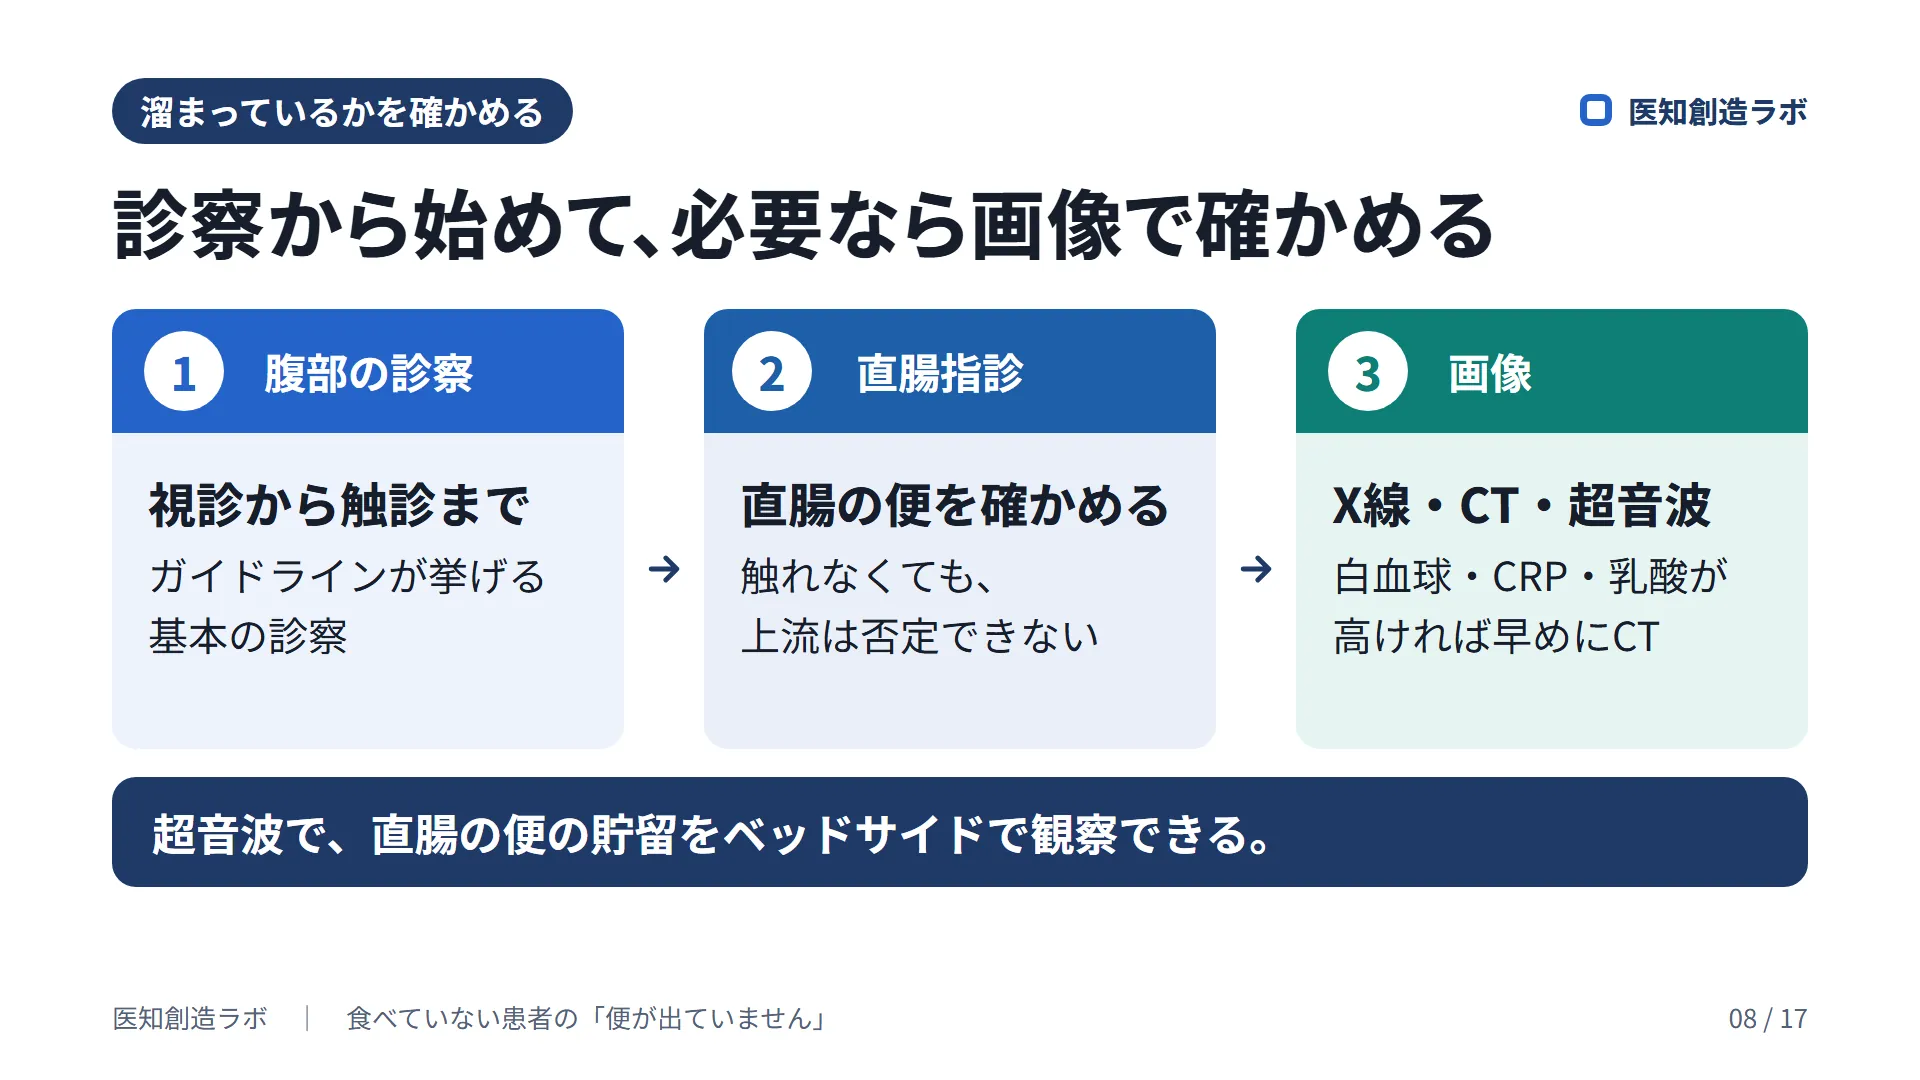 溜まっているかを確かめる
医知創造ラボ
診察から始めて、必要なら画像で確かめる
1 腹部の診察
視診から触診まで
ガイドラインが挙げる
基本の診察
2 直腸指診
直腸の便を確かめる
触れなくても、
上流は否定できない
3 画像
X線・CT・超音波
白血球・CRP・乳酸が
高ければ早めにCT
超音波で、直腸の便の貯留をベッドサイドで観察できる。
医知創造ラボ ｜ 食べていない患者の「便が出ていません」
08 / 17